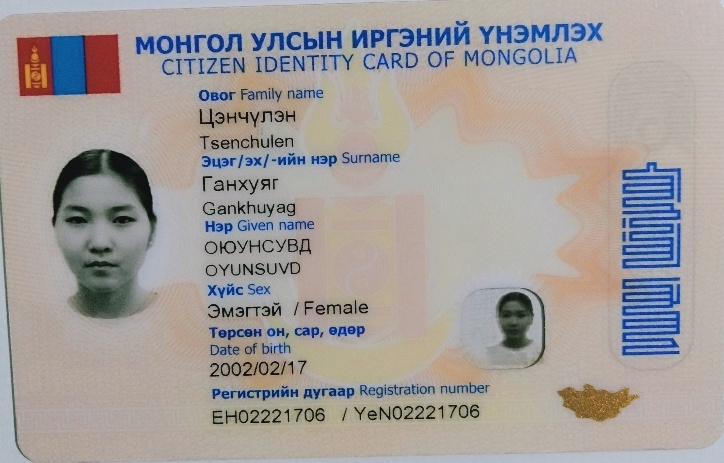 МОНГОЛ УЛСЫН ИРГЭНИЙ ҮНЭМЛЭХ
CITIZEN IDENTITY CARD OF MONGOLIA
Овог Family name
Цэнчүлэн
Tsenchulen
Эцэг/эх/-ийн нэр Surname
Ганхуяг
Gankhuyag
Нэр Given name
ОЮУНСУВД
OYUNSUVD
Хүйс Sex
Эмэгтэй / Female
Төрсөн он, сар, өдөр
Date of birth
2002/02/17
Регистрийн дугаар Registration number
ЕН02221706 / YeN02221706